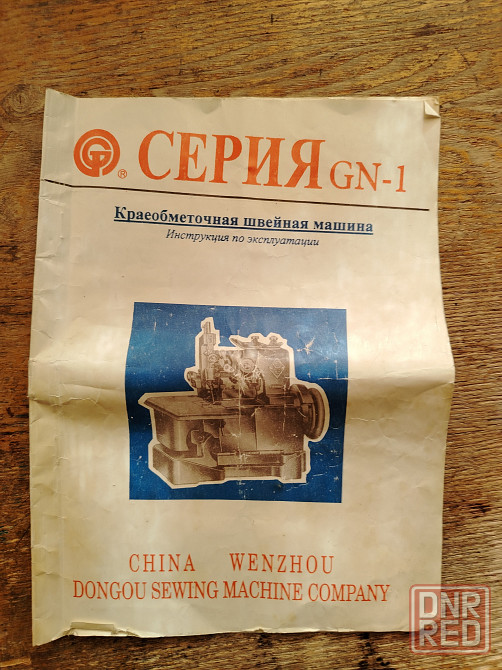 ® СЕРИЯ GN-1
Краеобметочная швейная машина
Инструкция по эксплуатации
CHINA WENZHOU
DONGOU SEWING MACHINE COMPANY
DNR
RED